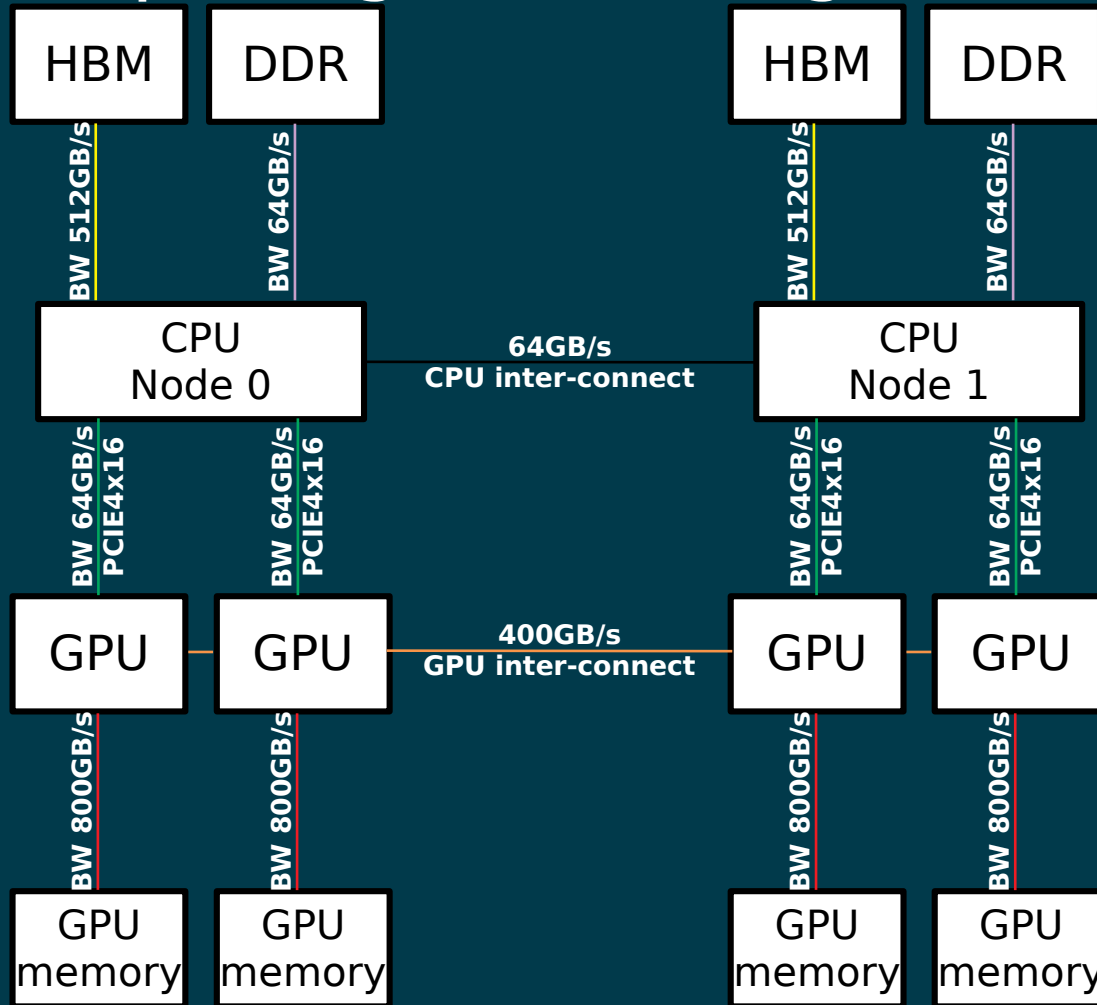 HBM
DDR
HBM
DDR
BW 512GB/s
BW 64GB/s
BW 512GB/s
BW 64GB/s
CPU
Node 0
64GB/s
CPU inter-connect
CPU
Node 1
BW 64GB/s
PCIE4x16
BW 64GB/s
PCIE4x16
BW 64GB/s
PCIE4x16
BW 64GB/s
PCIE4x16
GPU
GPU
400GB/s
GPU inter-connect
GPU
GPU
BW 800GB/s
BW 800GB/s
BW 800GB/s
BW 800GB/s
GPU
memory
GPU
memory
GPU
memory
GPU
memory